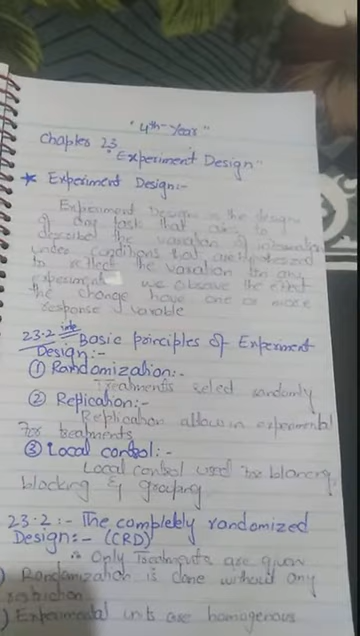 "4th-Year"
Chapter 23
"Experiment Design"
* Experiment Design:-
Experiment Design is the design
of any task that aims to
describe the variation of information
under conditions that are hypothesized
to reflect the variation. In any
experiment we observe the effect
the change have one or more
response variable
23.2 Basic principles of Experiment
Design:-
① Randomization:-
Treatments select randomly
② Replication:-
Replication allows in experimental
for treatments
③ Local control:-
Local control used for blancing,
blocking & grouping
23.2:- The completely randomized
Design:- (CRD)
Only Treatments are given
) Randomization is done without any
restriction
) Experimental units are homogenous